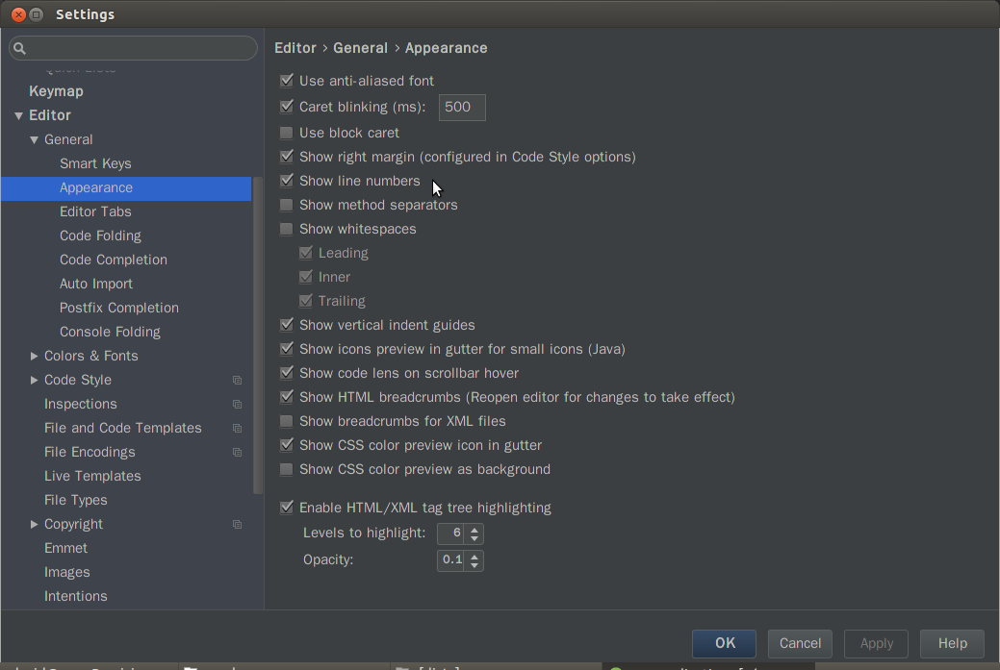 Settings
Editor › General › Appearance
Keymap
Editor
General
Smart Keys
Appearance
Editor Tabs
Code Folding
Code Completion
Auto Import
Postfix Completion
Console Folding
Colors & Fonts
Code Style
Inspections
File and Code Templates
File Encodings
Live Templates
File Types
Copyright
Emmet
Images
Intentions
Use anti-aliased font
Caret blinking (ms): 500
Use block caret
Show right margin (configured in Code Style options)
Show line numbers
Show method separators
Show whitespaces
Leading
Inner
Trailing
Show vertical indent guides
Show icons preview in gutter for small icons (Java)
Show code lens on scrollbar hover
Show HTML breadcrumbs (Reopen editor for changes to take effect)
Show breadcrumbs for XML files
Show CSS color preview icon in gutter
Show CSS color preview as background
Enable HTML/XML tag tree highlighting
Levels to highlight: 6
Opacity: 0.1
OK Cancel Apply Help